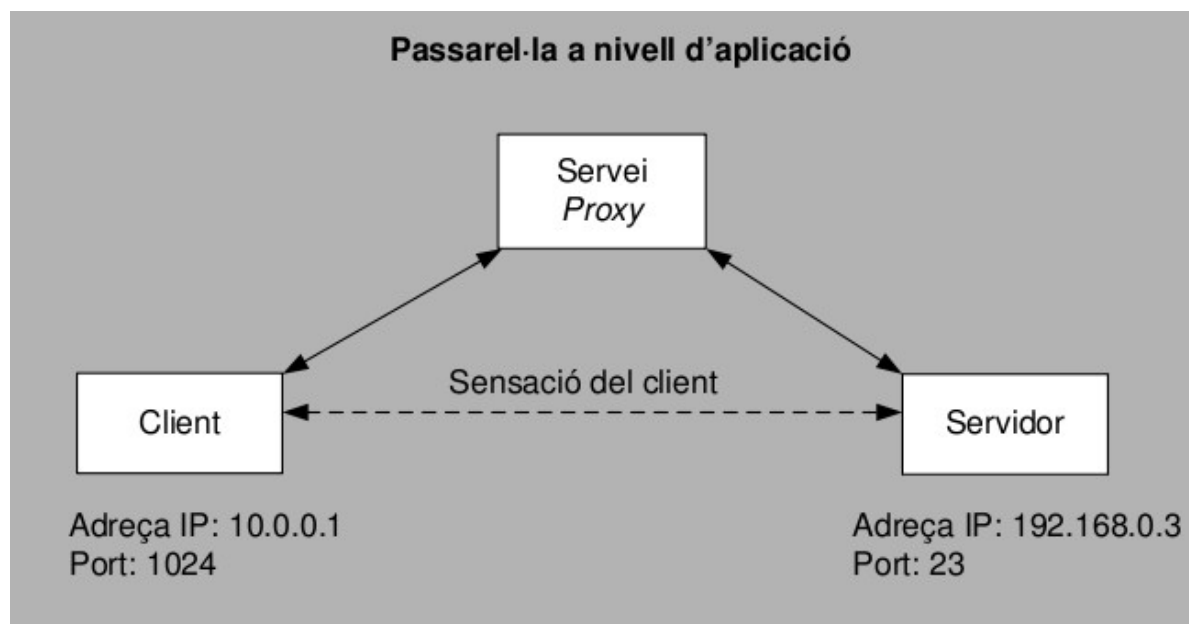 Passarel·la a nivell d'aplicació
Servei
Proxy
Sensació del client
Client
Servidor
Adreça IP: 10.0.0.1
Port: 1024
Adreça IP: 192.168.0.3
Port: 23